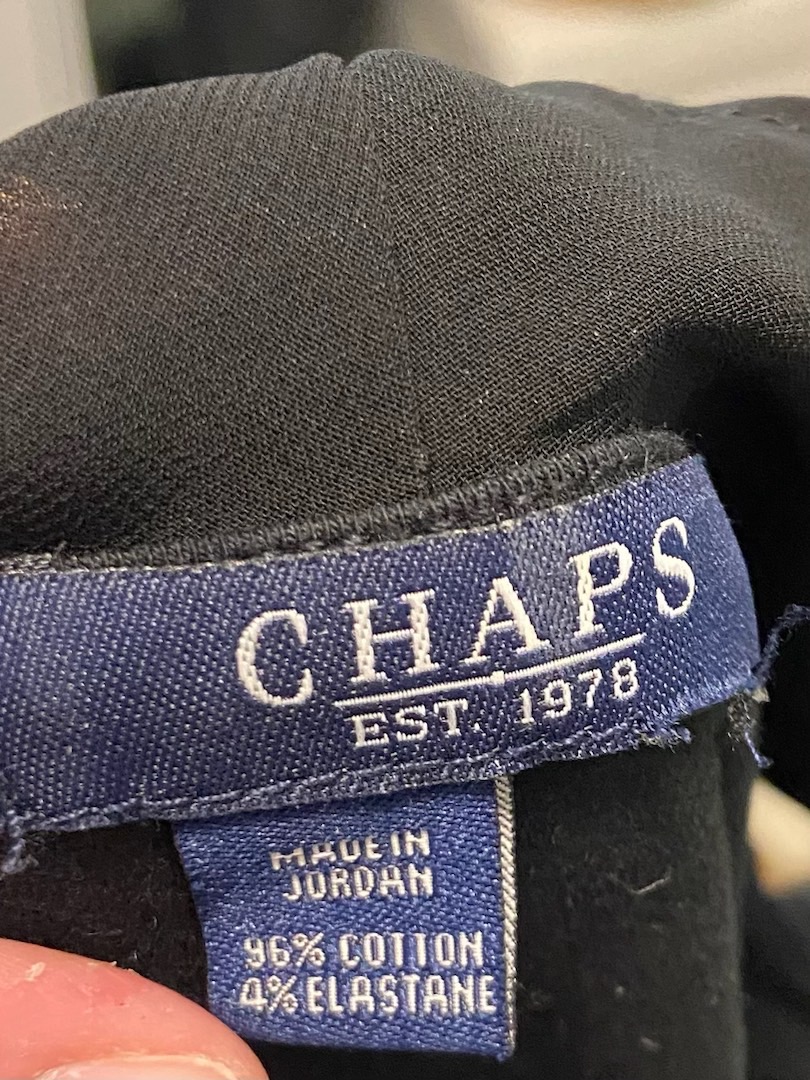 CHAPS
EST. 1978
MADE IN
JORDAN
96% COTTON
4% ELASTANE